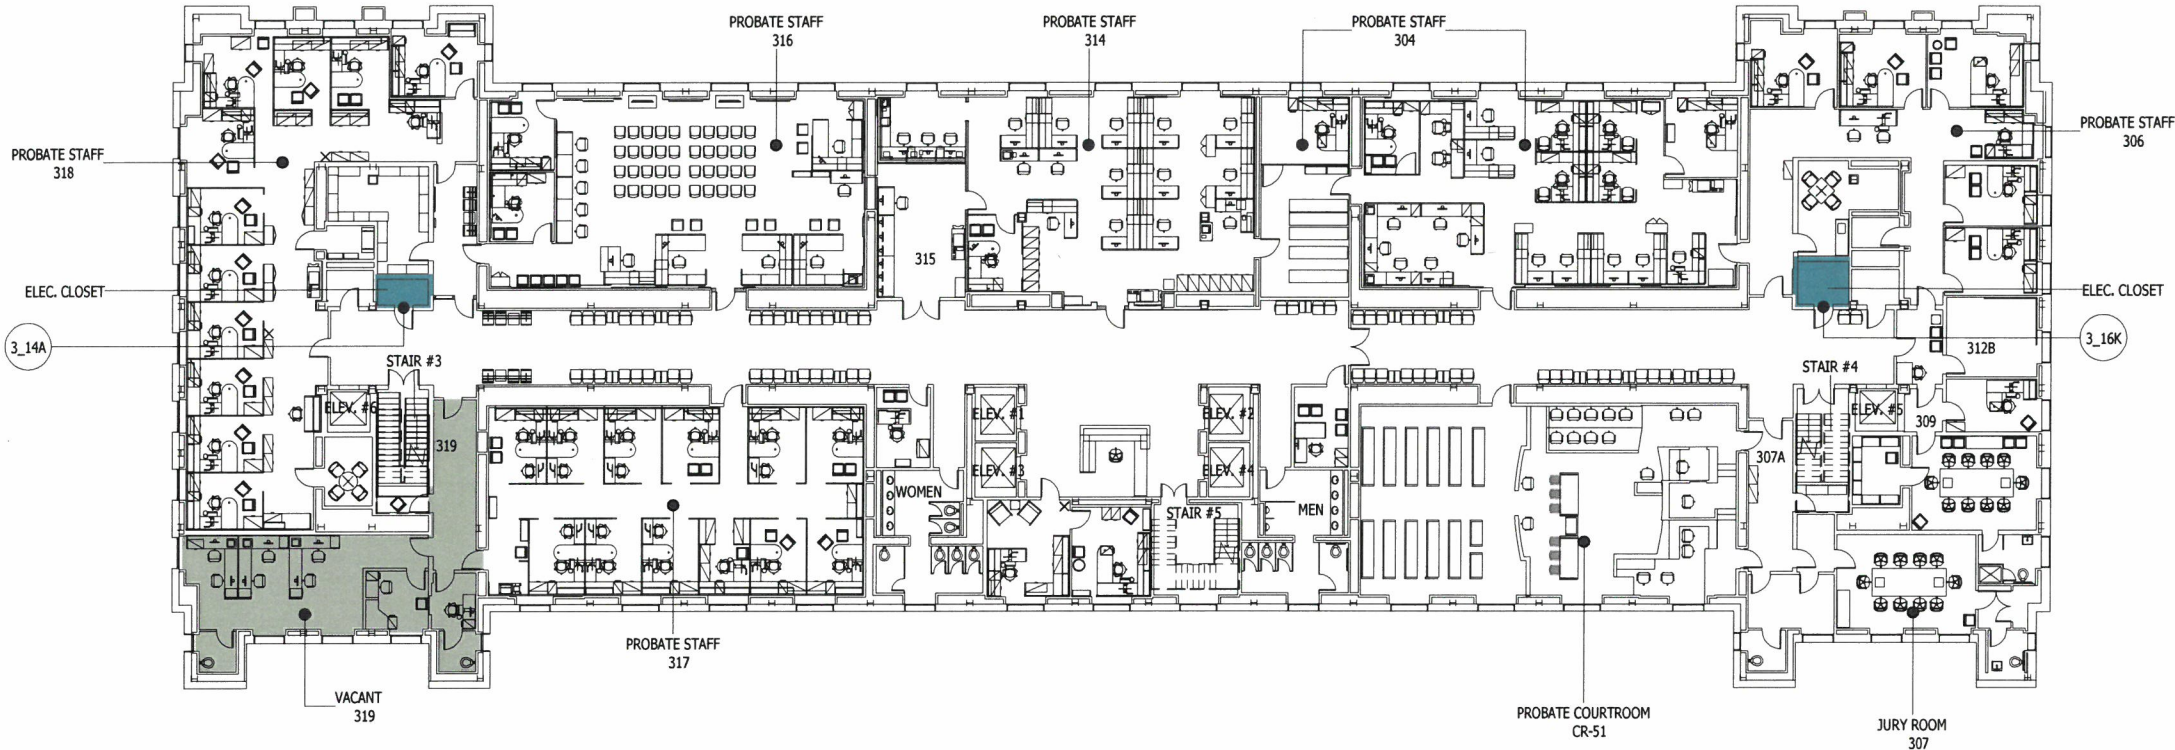 PROBATE STAFF
316
PROBATE STAFF
314
PROBATE STAFF
304
PROBATE STAFF
318
PROBATE STAFF
306
315
ELEC. CLOSET
ELEC. CLOSET
3_14A
3_16K
312B
STAIR #3
STAIR #4
ELEV. #6
ELEV. #1
ELEV. #2
ELEV. #5
309
319
307A
ELEV. #3
ELEV. #4
WOMEN
MEN
STAIR #5
PROBATE STAFF
317
VACANT
319
PROBATE COURTROOM
CR-51
JURY ROOM
307